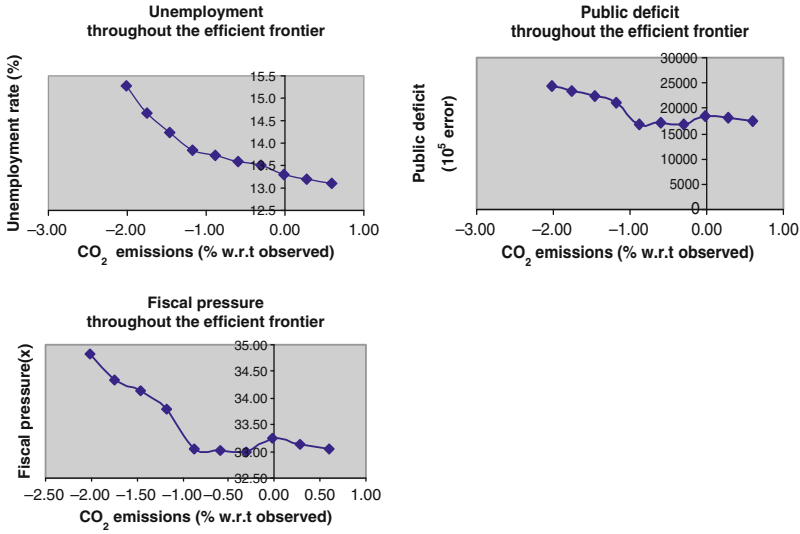 Unemployment
throughout the efficient frontier
Unemployment rate (%)
15.5
15.0
14.5
14.0
13.5
13.0
12.5
−3.00 −2.00 −1.00 0.00 1.00
CO2 emissions (% w.r.t observed)
Public deficit
throughout the efficient frontier
Public deficit
(10^5 error)
30000
25000
20000
15000
10000
5000
0
−3.00 −2.00 −1.00 0.00 1.00
CO2 emissions (% w.r.t observed)
Fiscal pressure
throughout the efficient frontier
Fiscal pressure(x)
35.00
34.50
34.00
33.50
33.00
32.50
−2.50 −2.00 −1.50 −1.00 −0.50 0.00 0.50 1.00
CO2 emissions (% w.r.t observed)